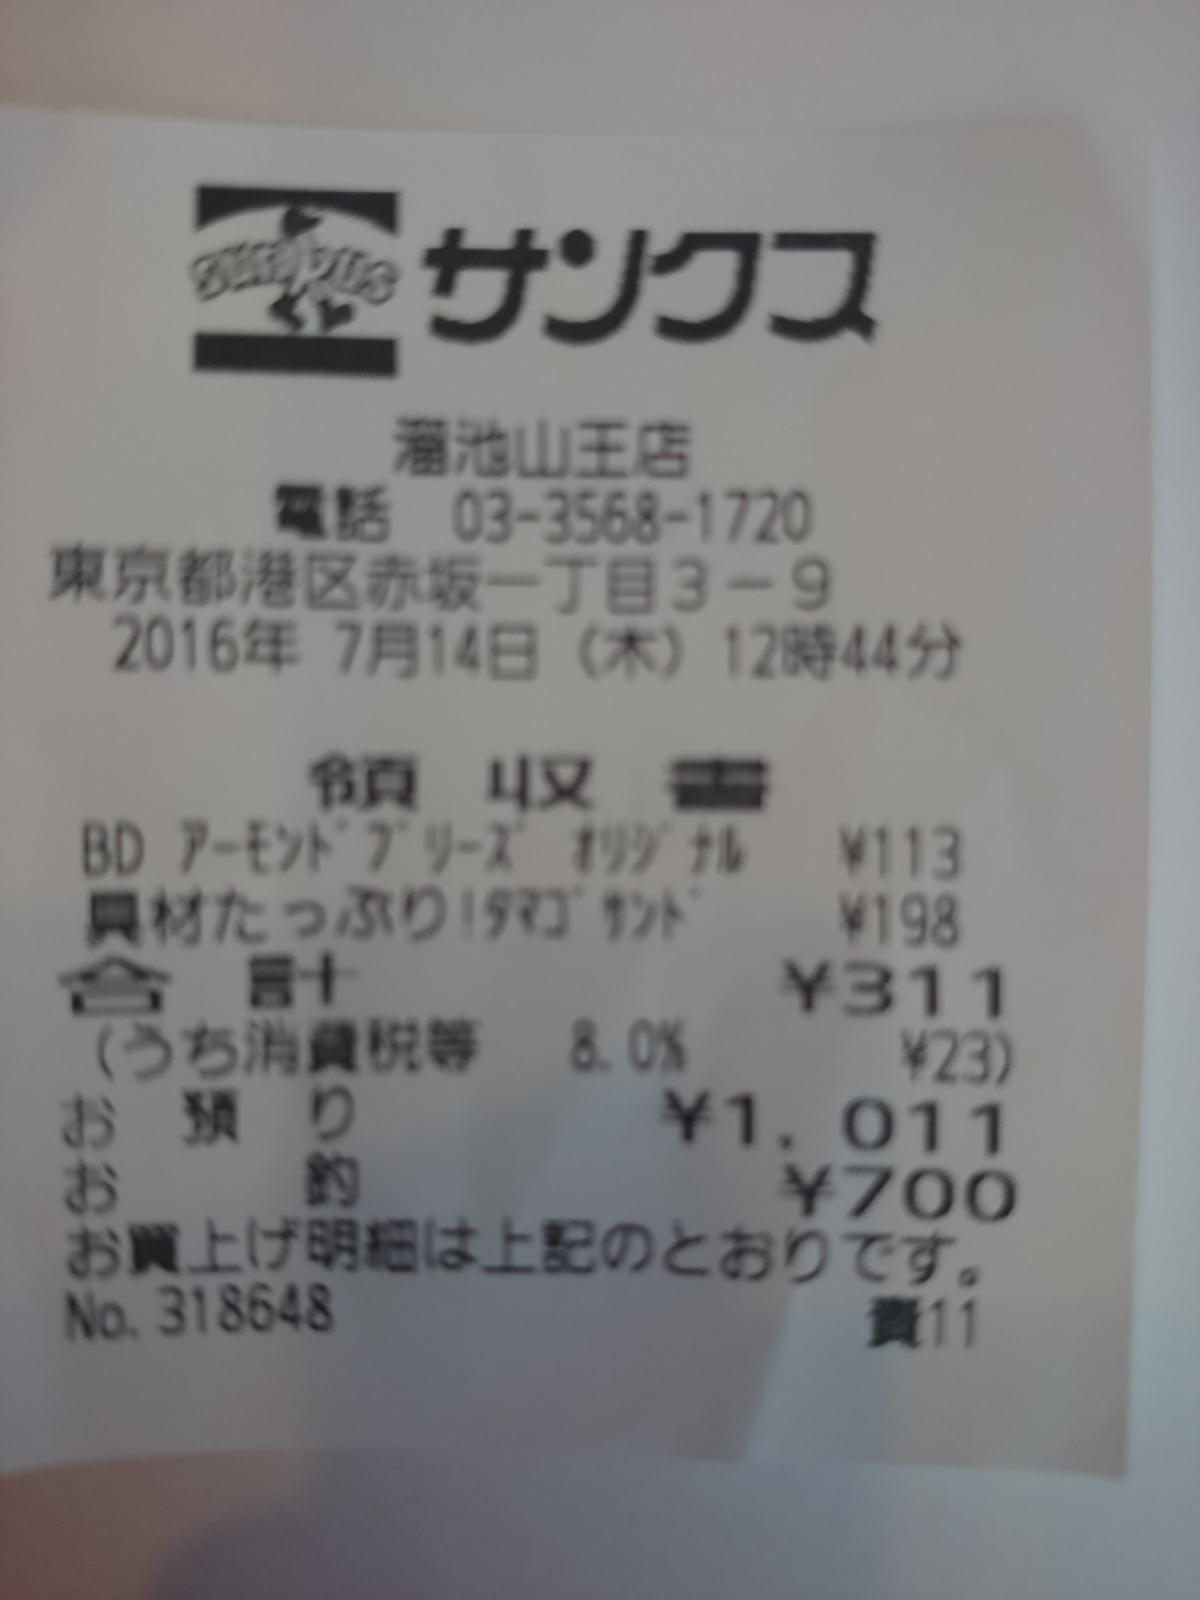 SUNKUS サンクス
溜池山王店
電話 03-3568-1720
東京都港区赤坂一丁目3-9
2016年 7月14日（木）12時44分
領収書
BD ｱｰﾓﾝﾄﾞﾌﾞﾘｰｽﾞ ｵﾘｼﾞﾅﾙ ¥113
具材たっぷり!ﾀﾏｺﾞｻﾝﾄﾞ ¥198
合計 ¥311
(うち消費税等 8.0% ¥23)
お預り ¥1,011
お釣 ¥700
お買上げ明細は上記のとおりです。
No.318648 責11